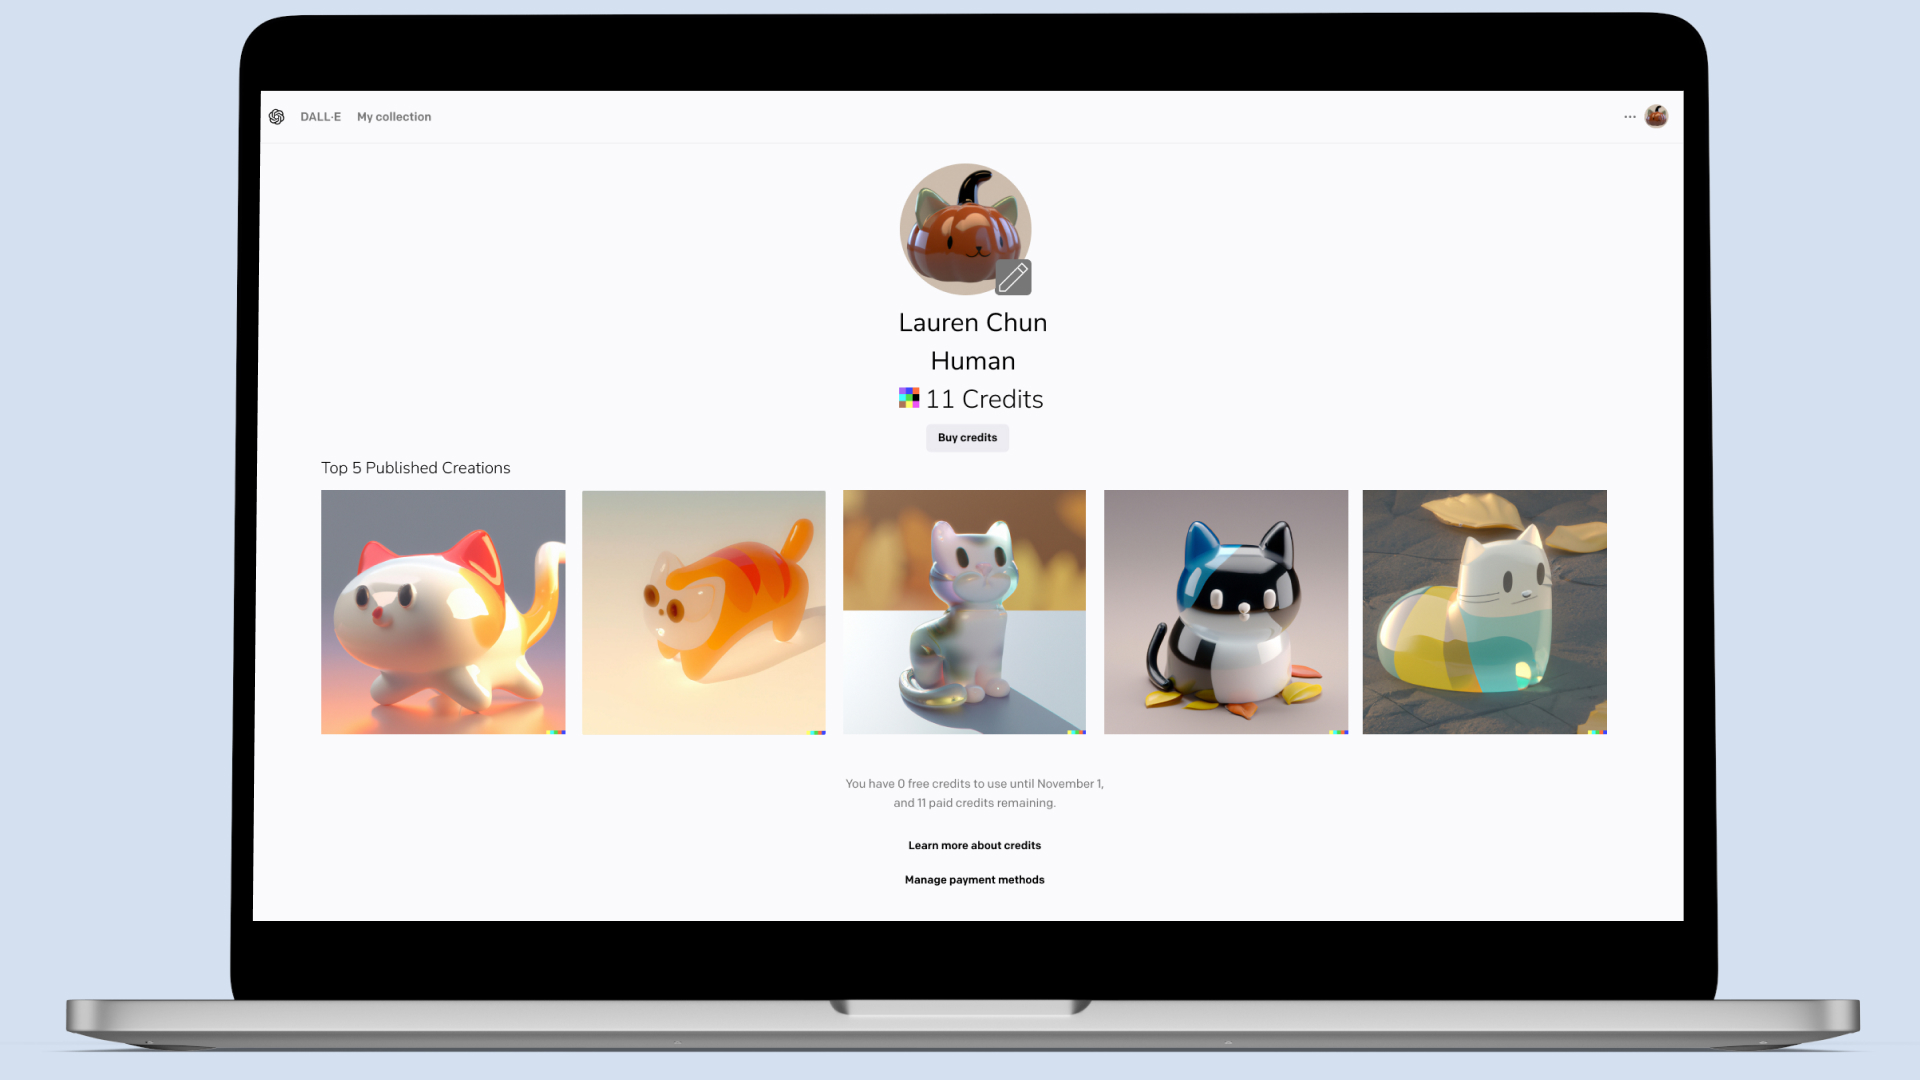 DALL·E My collection
Lauren Chun
Human
11 Credits
Buy credits
Top 5 Published Creations
You have 0 free credits to use until November 1,
and 11 paid credits remaining.
Learn more about credits
Manage payment methods